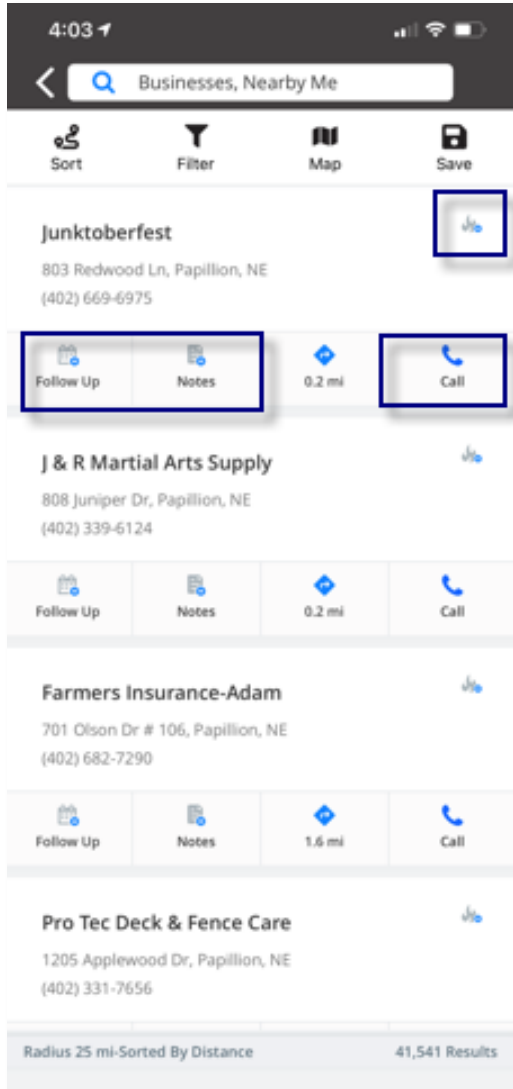 4:03
Businesses, Nearby Me
Sort Filter Map Save
Junktoberfest
803 Redwood Ln, Papillion, NE
(402) 669-6975
Follow Up Notes 0.2 mi Call
J & R Martial Arts Supply
808 Juniper Dr, Papillion, NE
(402) 339-6124
Follow Up Notes 0.2 mi Call
Farmers Insurance-Adam
701 Olson Dr # 106, Papillion, NE
(402) 682-7290
Follow Up Notes 1.6 mi Call
Pro Tec Deck & Fence Care
1205 Applewood Dr, Papillion, NE
(402) 331-7656
Radius 25 mi-Sorted By Distance 41,541 Results